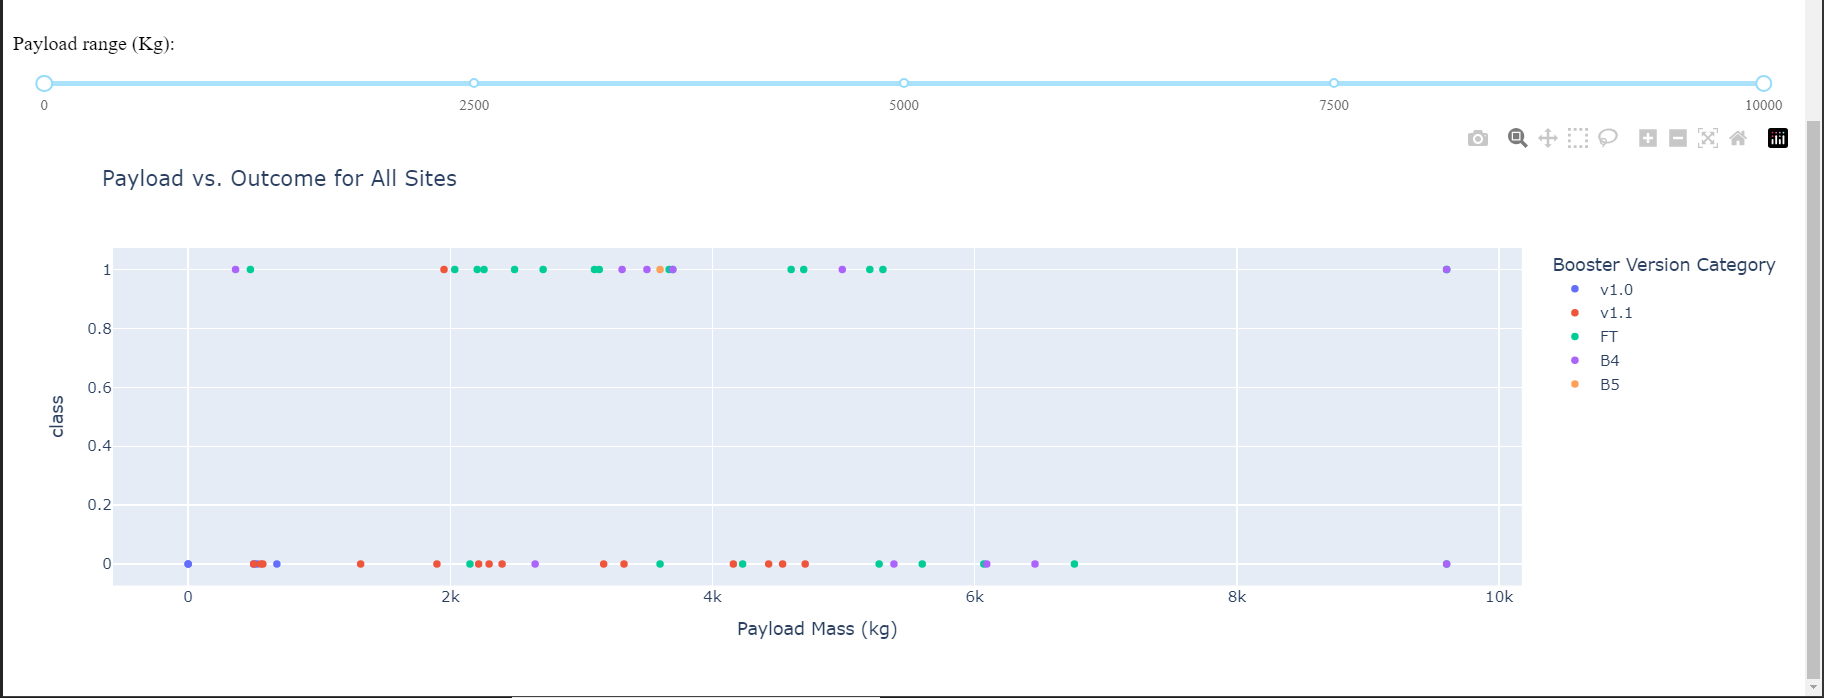 Payload range (Kg):
0 2500 5000 7500 10000
Payload vs. Outcome for All Sites
1
0.8
0.6
0.4
0.2
0
class
0 2k 4k 6k 8k 10k
Payload Mass (kg)
Booster Version Category
v1.0
v1.1
FT
B4
B5